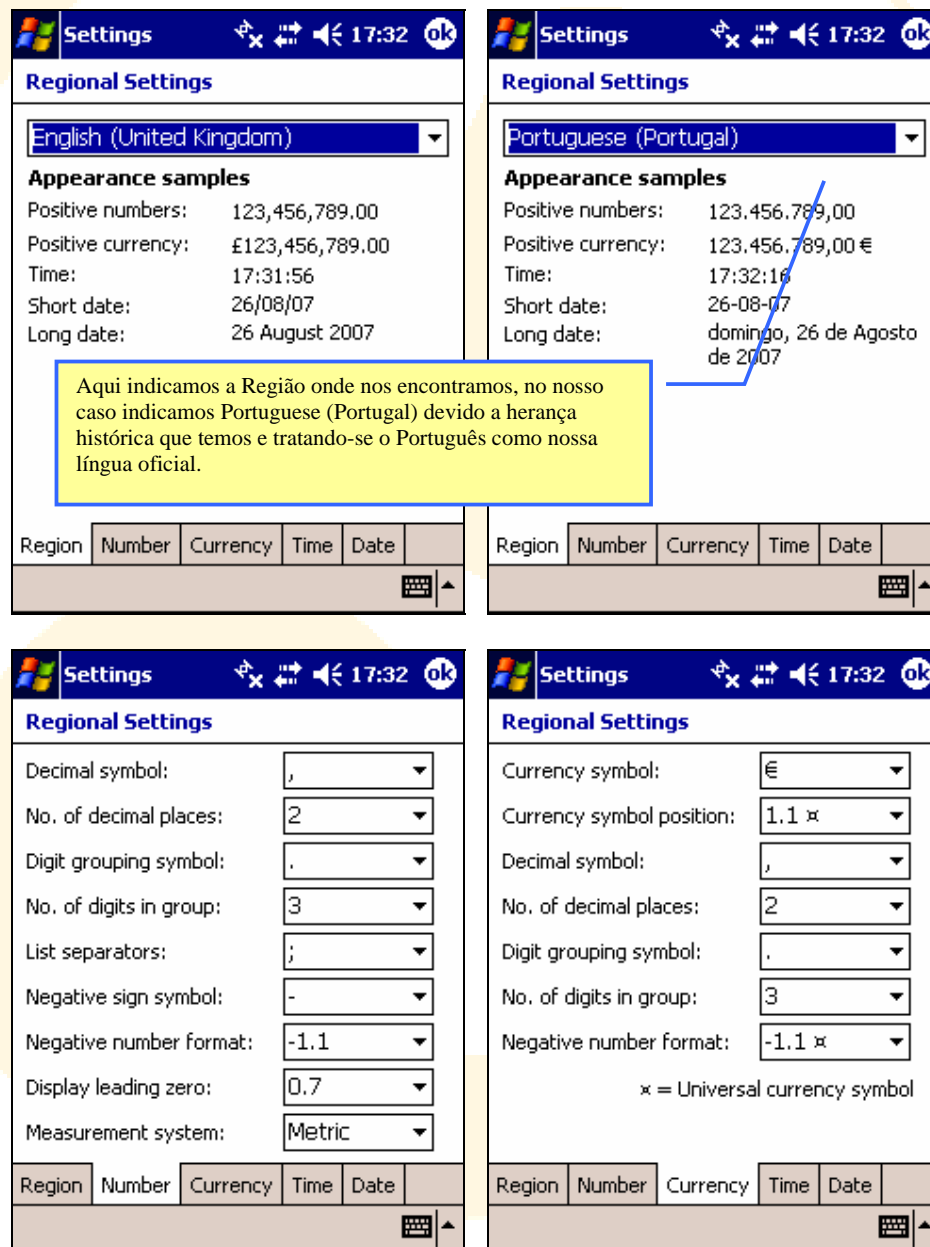 Settings 17:32 ok
Regional Settings
English (United Kingdom)
Appearance samples
Positive numbers: 123,456,789.00
Positive currency: £123,456,789.00
Time: 17:31:56
Short date: 26/08/07
Long date: 26 August 2007
Region Number Currency Time Date
Settings 17:32 ok
Regional Settings
Portuguese (Portugal)
Appearance samples
Positive numbers: 123.456.789,00
Positive currency: 123.456.789,00 €
Time: 17:32:16
Short date: 26-08-07
Long date: domingo, 26 de Agosto
de 2007
Region Number Currency Time Date
Aqui indicamos a Região onde nos encontramos, no nosso
caso indicamos Portuguese (Portugal) devido a herança
histórica que temos e tratando-se o Português como nossa
língua oficial.
Settings 17:32 ok
Regional Settings
Decimal symbol: ,
No. of decimal places: 2
Digit grouping symbol: .
No. of digits in group: 3
List separators: ;
Negative sign symbol: -
Negative number format: -1.1
Display leading zero: 0.7
Measurement system: Metric
Region Number Currency Time Date
Settings 17:32 ok
Regional Settings
Currency symbol: €
Currency symbol position: 1.1 ¤
Decimal symbol: ,
No. of decimal places: 2
Digit grouping symbol: .
No. of digits in group: 3
Negative number format: -1.1 ¤
¤ = Universal currency symbol
Region Number Currency Time Date